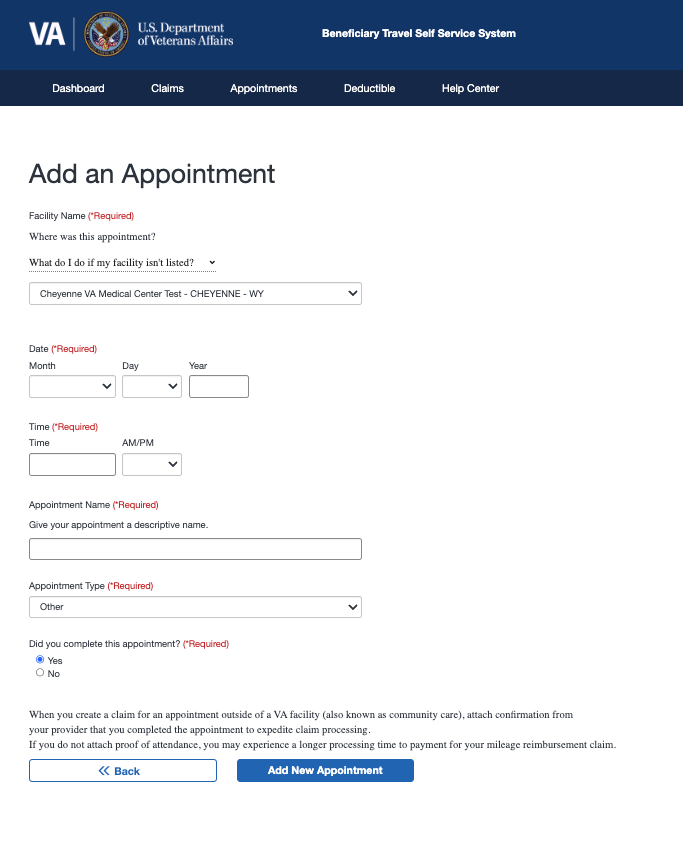 VA
U.S. Department
of Veterans Affairs
Beneficiary Travel Self Service System
Dashboard Claims Appointments Deductible Help Center
Add an Appointment
Facility Name (*Required)
Where was this appointment?
What do I do if my facility isn't listed?
Cheyenne VA Medical Center Test - CHEYENNE - WY
Date (*Required)
Month Day Year
Time (*Required)
Time AM/PM
Appointment Name (*Required)
Give your appointment a descriptive name.
Appointment Type (*Required)
Other
Did you complete this appointment? (*Required)
Yes
No
When you create a claim for an appointment outside of a VA facility (also known as community care), attach confirmation from
your provider that you completed the appointment to expedite claim processing.
If you do not attach proof of attendance, you may experience a longer processing time to payment for your mileage reimbursement claim.
Back Add New Appointment